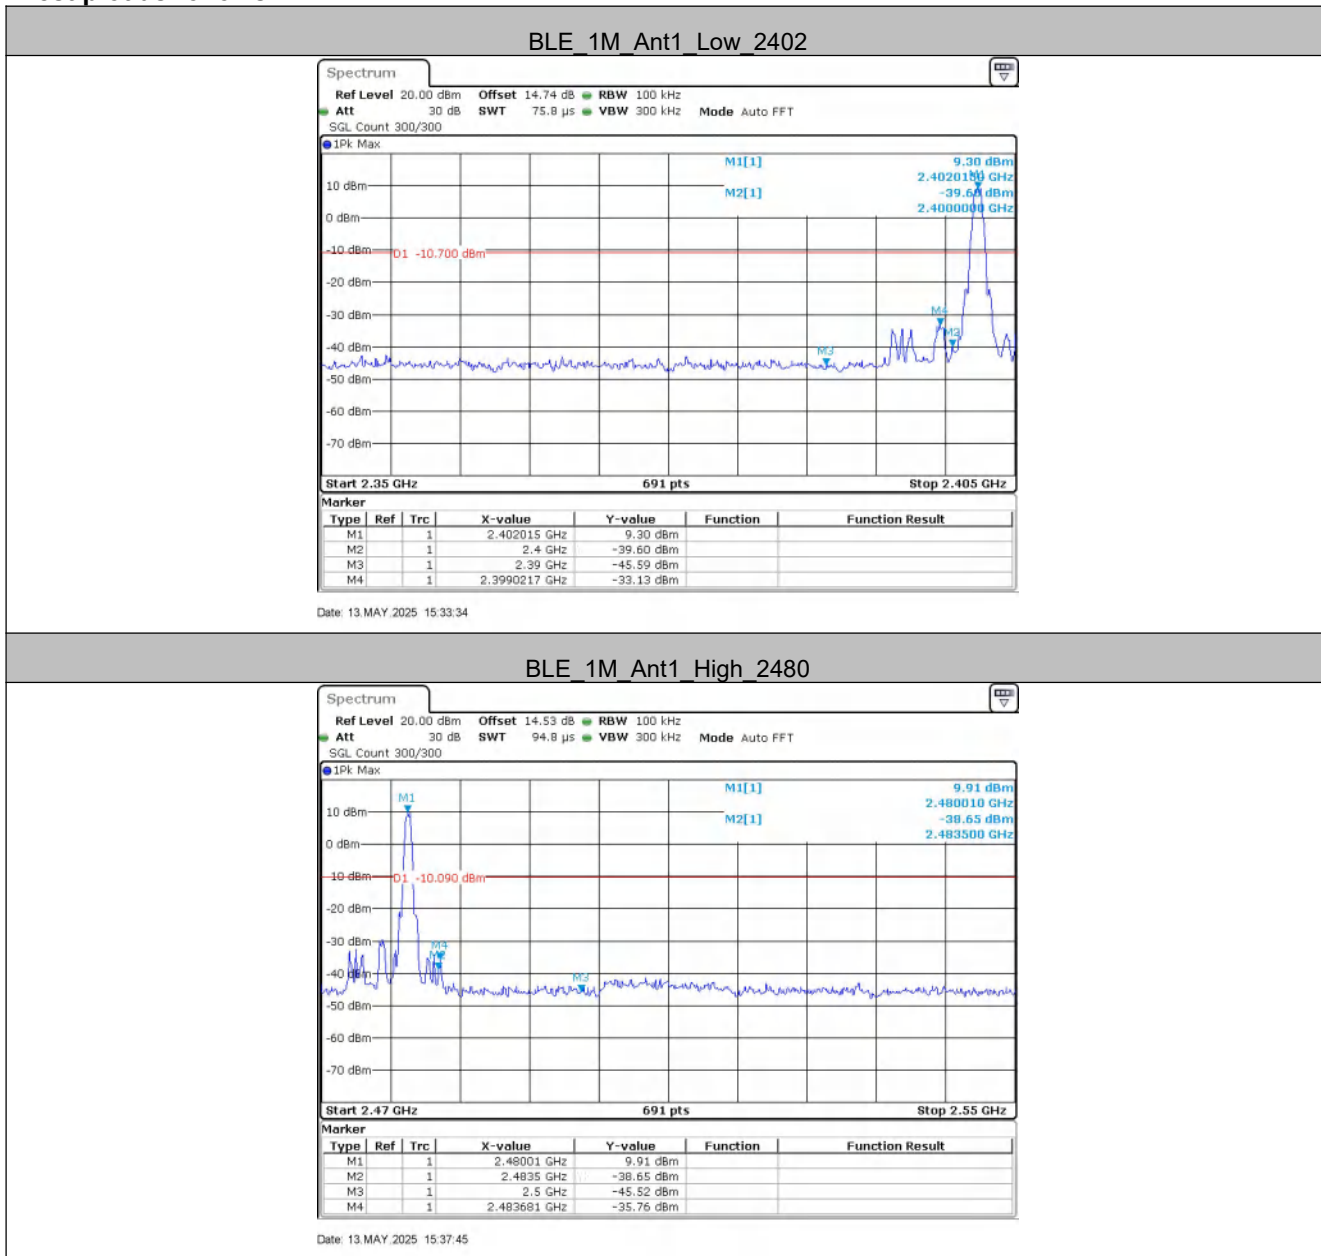 BLE_1M_Ant1_Low_2402
Spectrum
Ref Level 20.00 dBm Offset 14.74 dB RBW 100 kHz
Att 30 dB SWT 75.8 µs VBW 300 kHz Mode Auto FFT
SGL Count 300/300
1Pk Max
M1[1] 9.30 dBm
2.4020150 GHz
M2[1] -39.60 dBm
2.4000000 GHz
M1
10 dBm
0 dBm
-10 dBm
D1 -10.700 dBm
-20 dBm
-30 dBm
M4
M2
-40 dBm
M3
-50 dBm
-60 dBm
-70 dBm
Start 2.35 GHz 691 pts Stop 2.405 GHz
Marker
Type Ref Trc X-value Y-value Function Function Result
M1 1 2.402015 GHz 9.30 dBm
M2 1 2.4 GHz -39.60 dBm
M3 1 2.39 GHz -45.59 dBm
M4 1 2.3990217 GHz -33.13 dBm
Date: 13.MAY.2025 15:33:34
BLE_1M_Ant1_High_2480
Spectrum
Ref Level 20.00 dBm Offset 14.53 dB RBW 100 kHz
Att 30 dB SWT 94.8 µs VBW 300 kHz Mode Auto FFT
SGL Count 300/300
1Pk Max
M1[1] 9.91 dBm
2.480010 GHz
M2[1] -38.65 dBm
2.483500 GHz
M1
10 dBm
0 dBm
-10 dBm
D1 -10.090 dBm
-20 dBm
-30 dBm
M4
M2
-40 dBm
M3
-50 dBm
-60 dBm
-70 dBm
Start 2.47 GHz 691 pts Stop 2.55 GHz
Marker
Type Ref Trc X-value Y-value Function Function Result
M1 1 2.48001 GHz 9.91 dBm
M2 1 2.4835 GHz -38.65 dBm
M3 1 2.5 GHz -45.52 dBm
M4 1 2.483681 GHz -35.76 dBm
Date: 13.MAY.2025 15:37:45